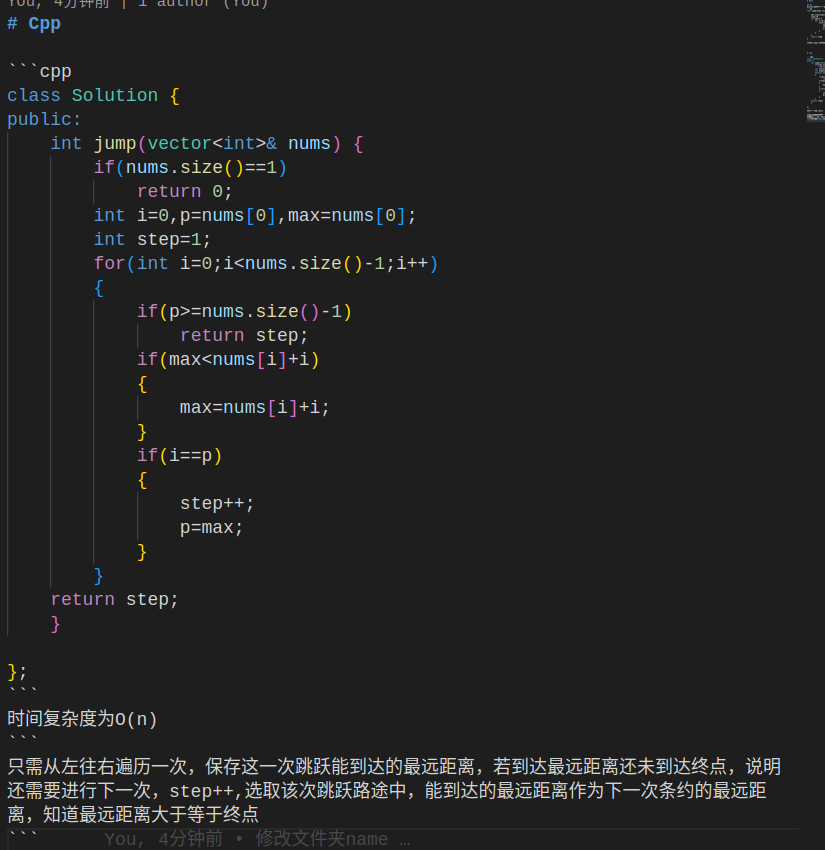 You, 4分钟前 | 1 author (You)
# Cpp
```cpp
class Solution {
public:
    int jump(vector<int>& nums) {
        if(nums.size()==1)
            return 0;
        int i=0,p=nums[0],max=nums[0];
        int step=1;
        for(int i=0;i<nums.size()-1;i++)
        {
            if(p>=nums.size()-1)
                return step;
            if(max<nums[i]+i)
            {
                max=nums[i]+i;
            }
            if(i==p)
            {
                step++;
                p=max;
            }
        }
    return step;
    }
};
```
时间复杂度为O(n)
```
只需从左往右遍历一次，保存这一次跳跃能到达的最远距离，若到达最远距离还未到达终点，说明
还需要进行下一次，step++,选取该次跳跃路途中，能到达的最远距离作为下一次条约的最远距
离，知道最远距离大于等于终点
```    You, 4分钟前 • 修改文件夹name …